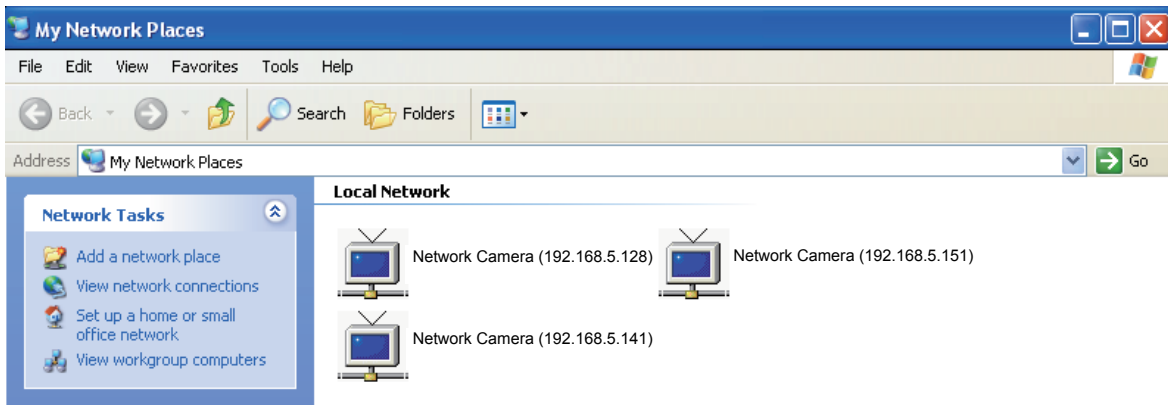 My Network Places
File Edit View Favorites Tools Help
Back Search Folders
Address My Network Places Go
Network Tasks
Add a network place
View network connections
Set up a home or small
office network
View workgroup computers
Local Network
Network Camera (192.168.5.128) Network Camera (192.168.5.151)
Network Camera (192.168.5.141)